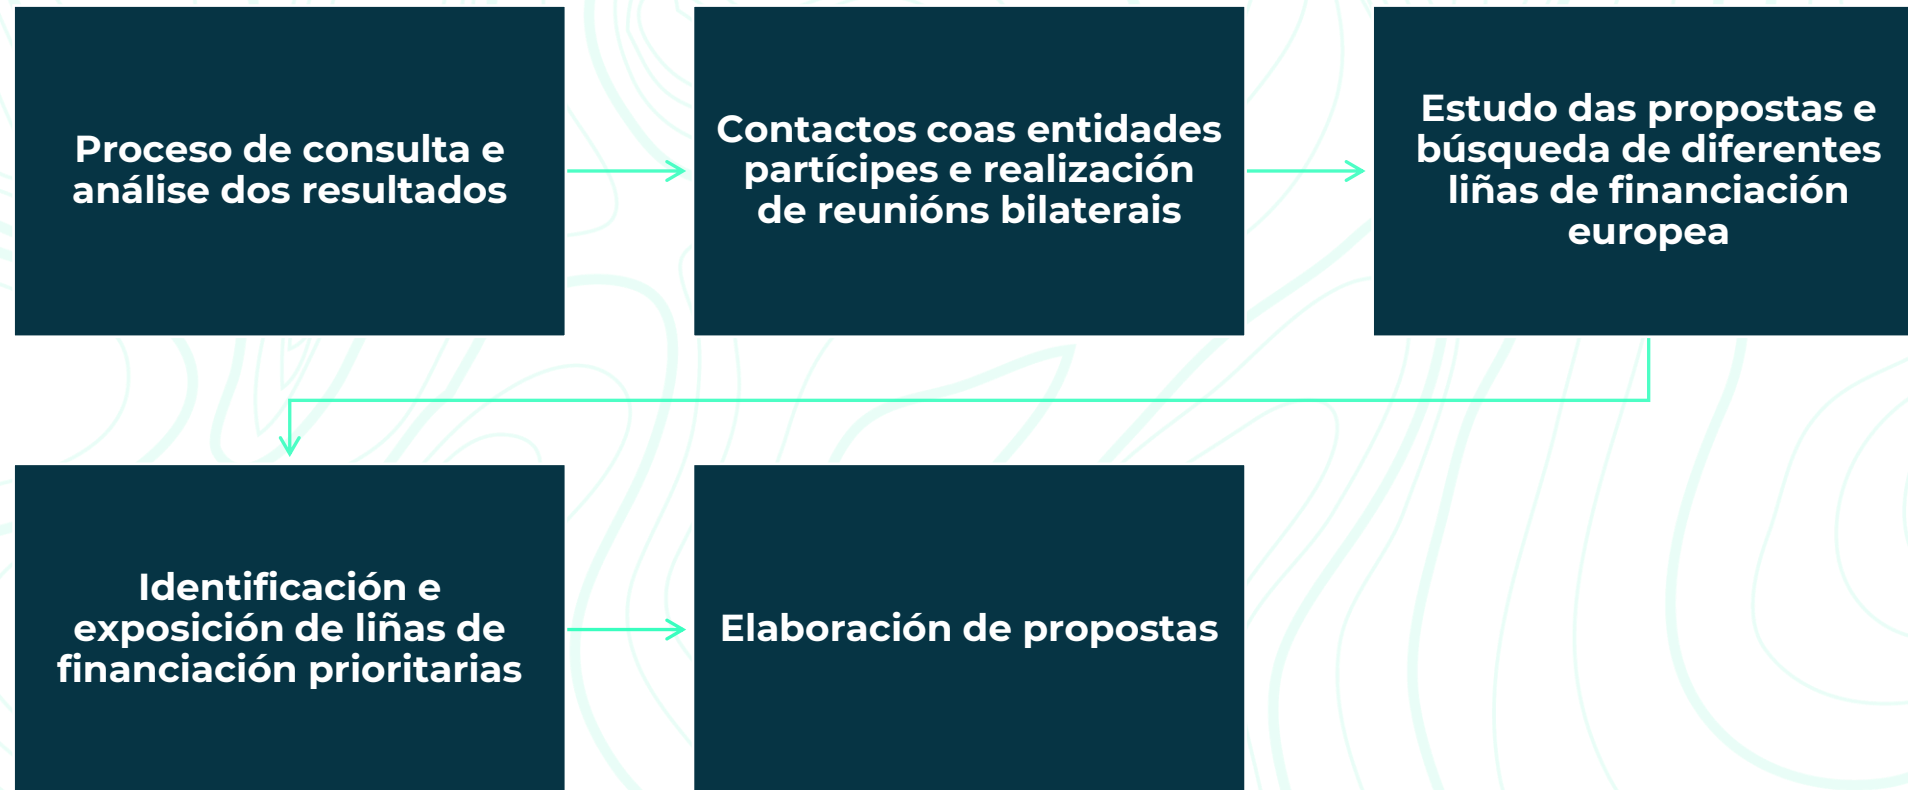 Proceso de consulta e
análise dos resultados
Contactos coas entidades
partícipes e realización
de reunións bilaterais
Estudo das propostas e
búsqueda de diferentes
liñas de financiación
europea
Identificación e
exposición de liñas de
financiación prioritarias
Elaboración de propostas